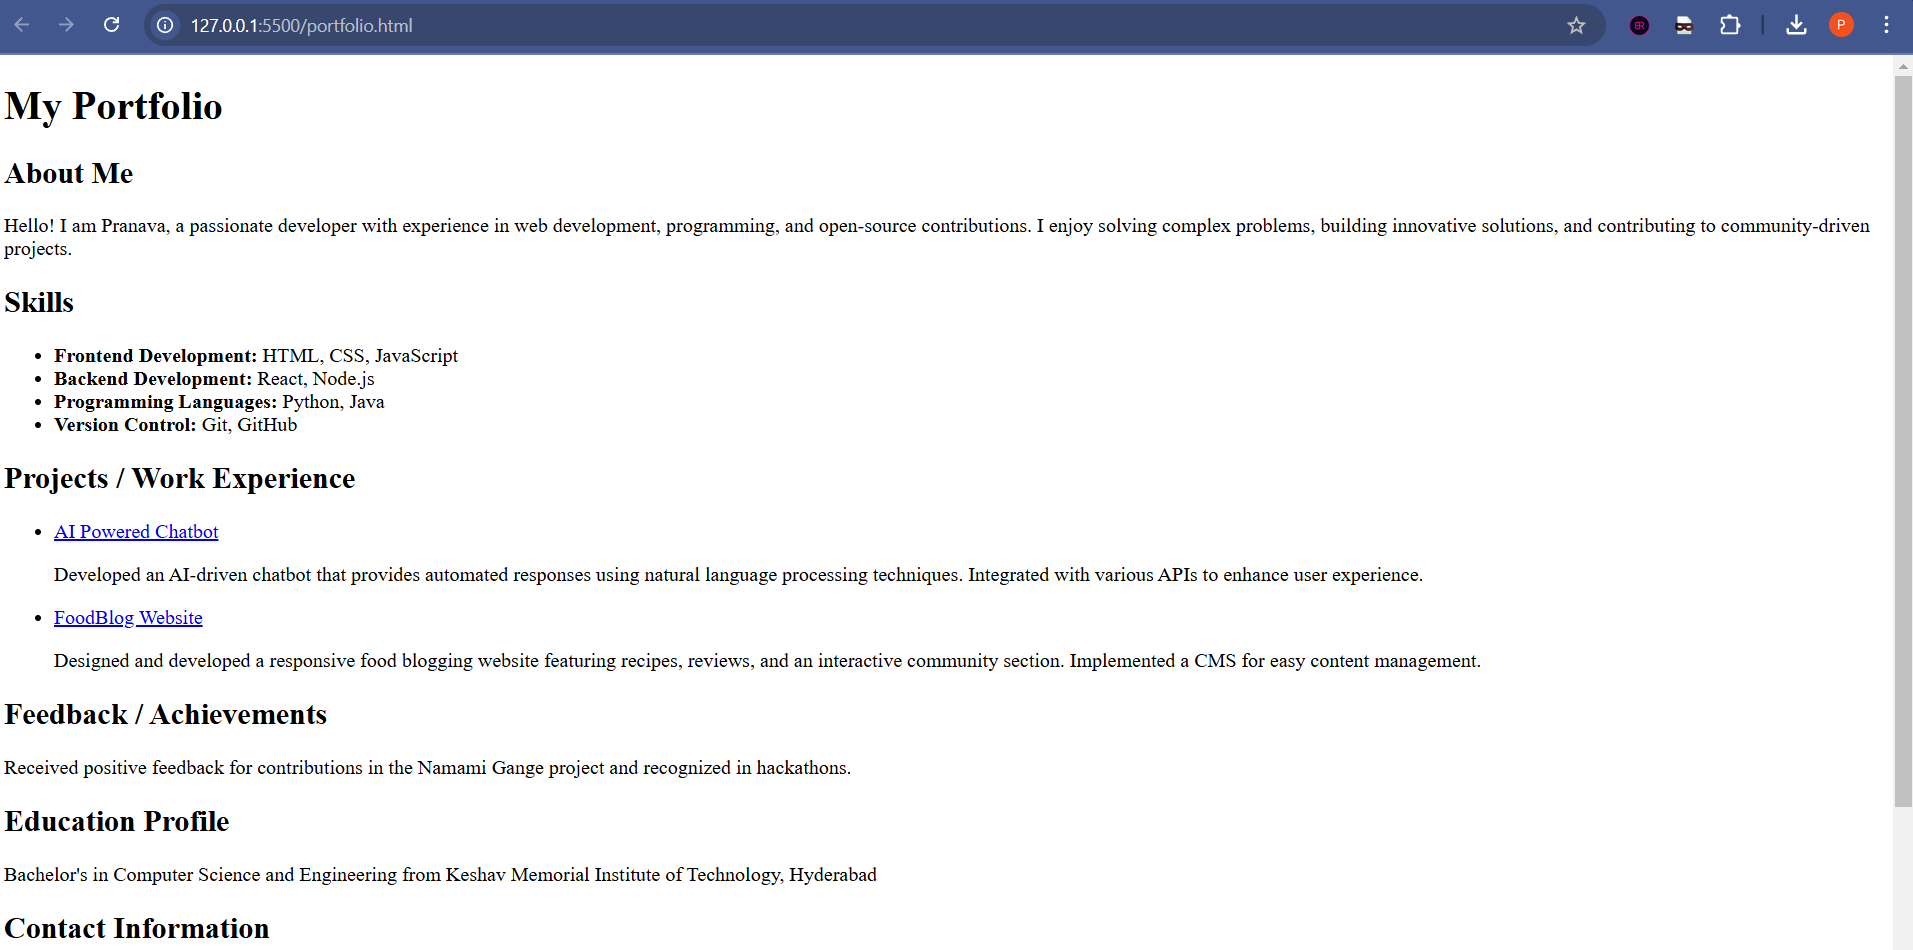 127.0.0.1:5500/portfolio.html
P
My Portfolio
About Me
Hello! I am Pranava, a passionate developer with experience in web development, programming, and open-source contributions. I enjoy solving complex problems, building innovative solutions, and contributing to community-driven
projects.
Skills
• Frontend Development: HTML, CSS, JavaScript
• Backend Development: React, Node.js
• Programming Languages: Python, Java
• Version Control: Git, GitHub
Projects / Work Experience
• AI Powered Chatbot
Developed an AI-driven chatbot that provides automated responses using natural language processing techniques. Integrated with various APIs to enhance user experience.
• FoodBlog Website
Designed and developed a responsive food blogging website featuring recipes, reviews, and an interactive community section. Implemented a CMS for easy content management.
Feedback / Achievements
Received positive feedback for contributions in the Namami Gange project and recognized in hackathons.
Education Profile
Bachelor's in Computer Science and Engineering from Keshav Memorial Institute of Technology, Hyderabad
Contact Information